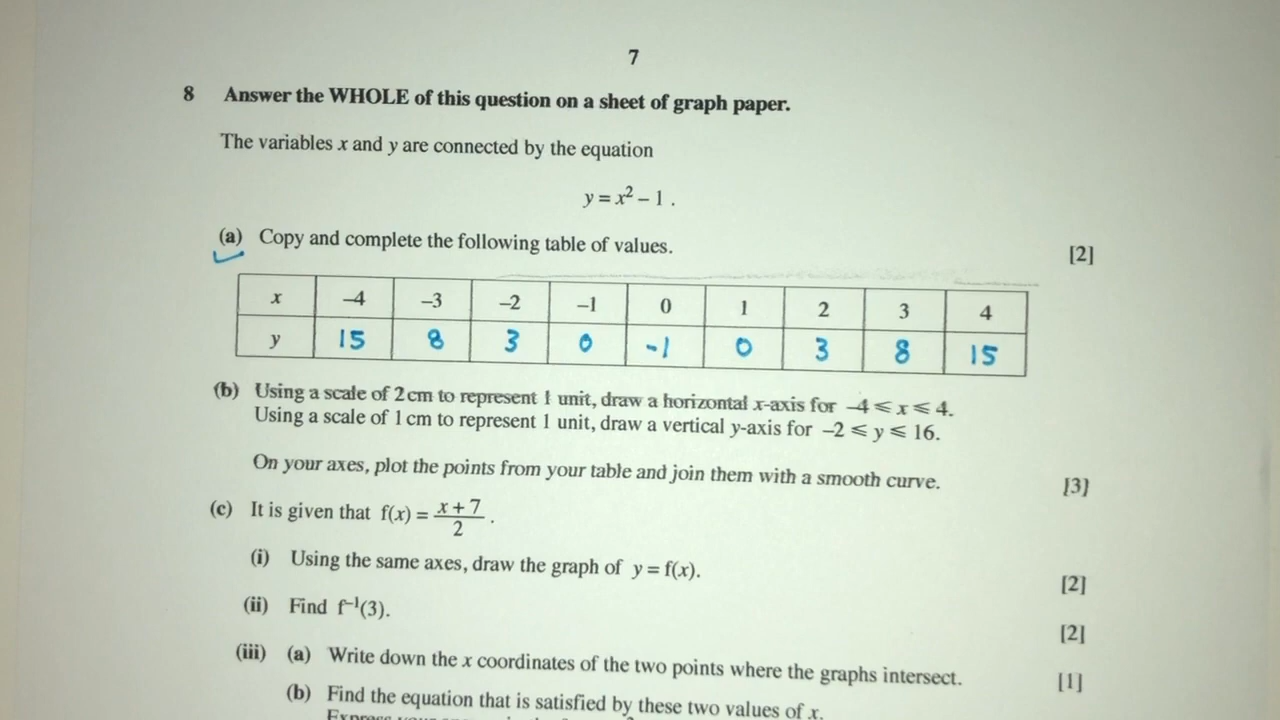 7
8 Answer the WHOLE of this question on a sheet of graph paper.
The variables x and y are connected by the equation
y = x² – 1 .
(a) Copy and complete the following table of values. [2]
x –4 –3 –2 –1 0 1 2 3 4
y 15 8 3 0 -1 0 3 8 15
(b) Using a scale of 2 cm to represent 1 unit, draw a horizontal x-axis for –4 ⩽ x ⩽ 4.
Using a scale of 1 cm to represent 1 unit, draw a vertical y-axis for –2 ⩽ y ⩽ 16.
On your axes, plot the points from your table and join them with a smooth curve. [3]
(c) It is given that f(x) = (x + 7)/2 .
(i) Using the same axes, draw the graph of y = f(x). [2]
(ii) Find f⁻¹(3). [2]
(iii) (a) Write down the x coordinates of the two points where the graphs intersect. [1]
(b) Find the equation that is satisfied by these two values of x.